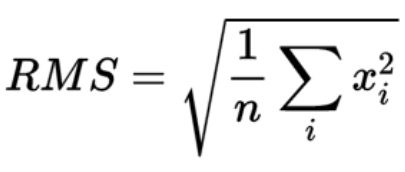 RMS = \sqrt{\frac{1}{n} \sum_{i} x_i^2}